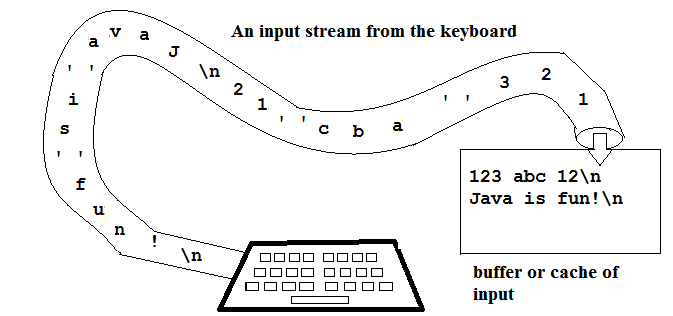 An input stream from the keyboard
1 2 3 ' ' a b c ' ' 1 2 \n J a v a ' ' i s ' ' f u n ! \n
123 abc 12\n
Java is fun!\n
buffer or cache of
input